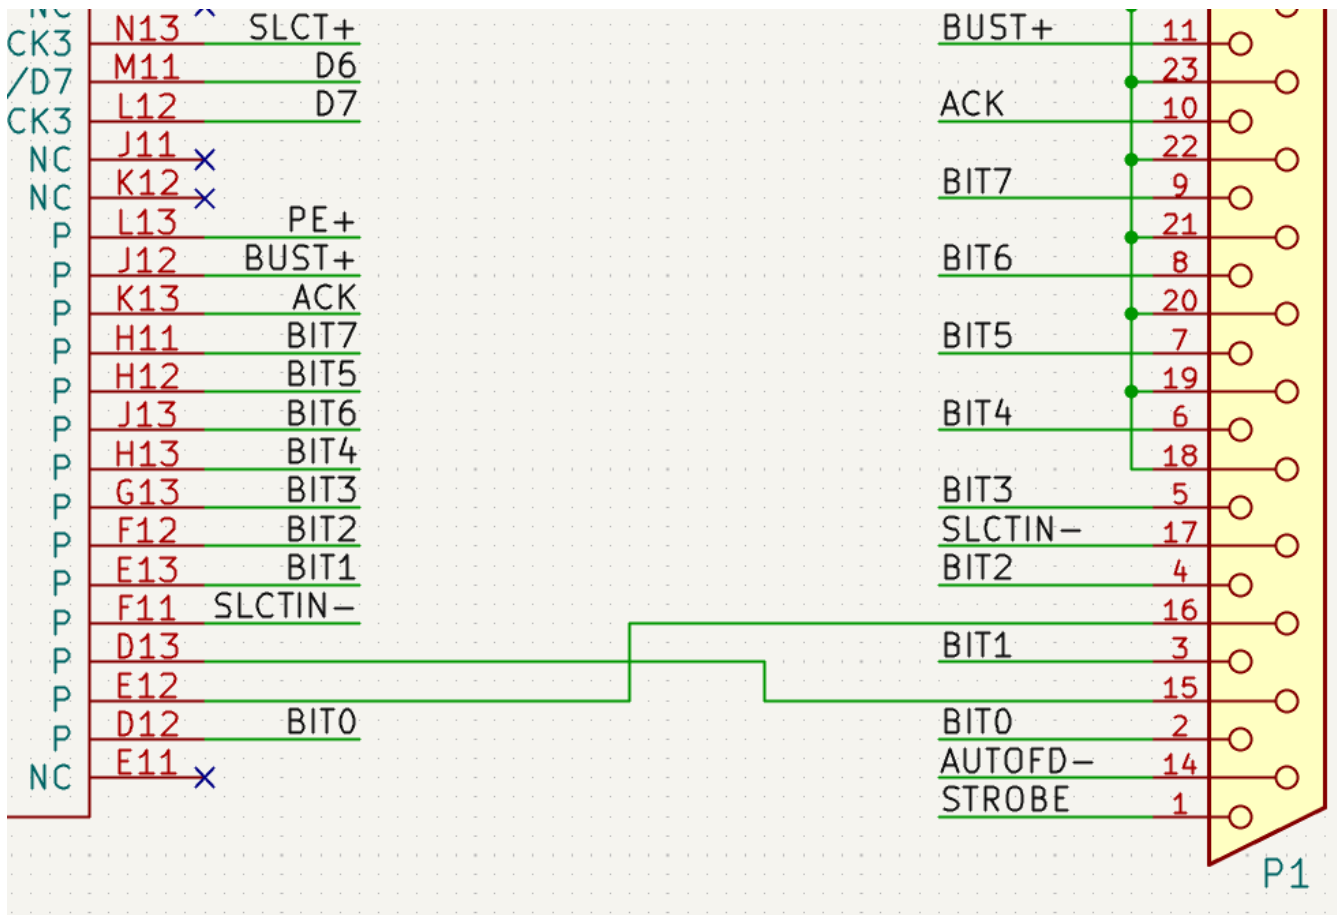 NC
CK3 N13 SLCT+
/D7 M11 D6
CK3 L12 D7
NC J11
NC K12
P L13 PE+
P J12 BUST+
P K13 ACK
P H11 BIT7
P H12 BIT5
P J13 BIT6
P H13 BIT4
P G13 BIT3
P F12 BIT2
P E13 BIT1
P F11 SLCTIN-
P D13
P E12
P D12 BIT0
NC E11
BUST+ 11
23
ACK 10
22
BIT7 9
21
BIT6 8
20
BIT5 7
19
BIT4 6
18
BIT3 5
SLCTIN- 17
BIT2 4
16
BIT1 3
15
BIT0 2
AUTOFD- 14
STROBE 1
P1